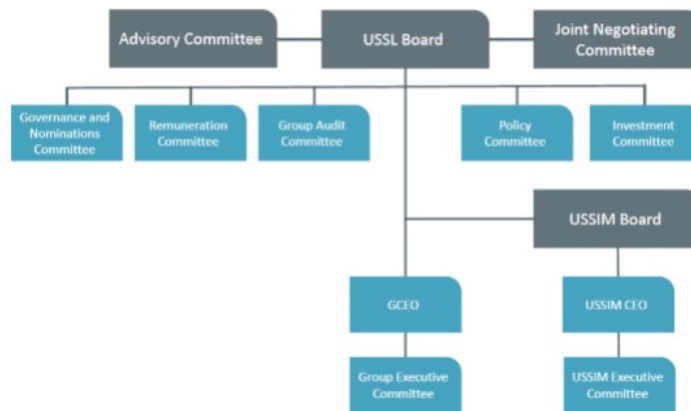 Advisory Committee
USSL Board
Joint Negotiating
Committee
Governance and
Nominations
Committee
Remuneration
Committee
Group Audit
Committee
Policy
Committee
Investment
Committee
USSIM Board
GCEO
USSIM CEO
Group Executive
Committee
USSIM Executive
Committee